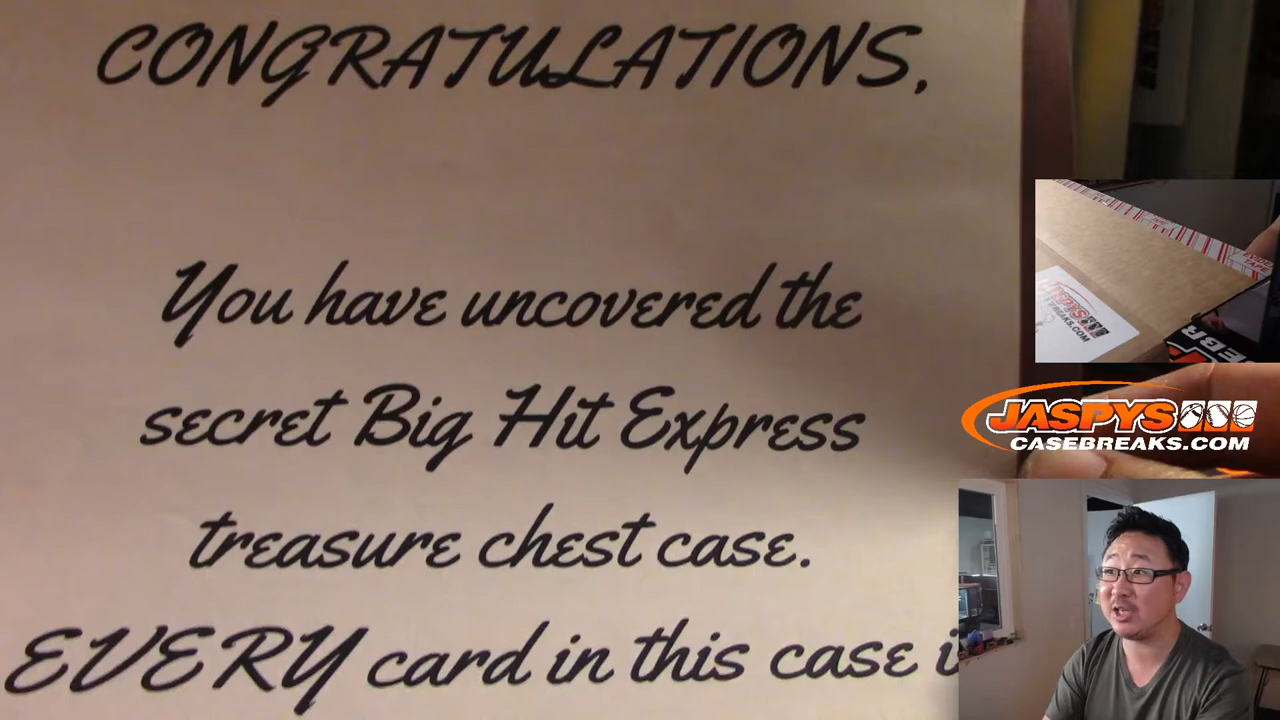 CONGRATULATIONS,
You have uncovered the
secret Big Hit Express
treasure chest case.
EVERY card in this case i
JASPYS
CASEBREAKS.COM